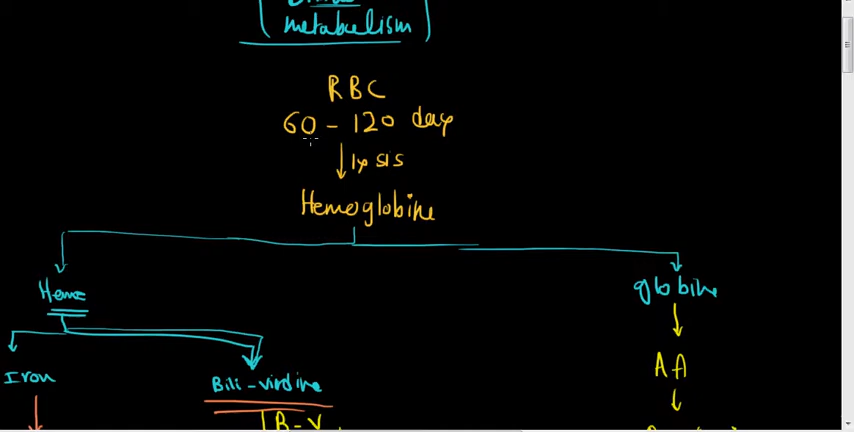 metabolism
RBC
60 - 120 day
lysis
Hemoglobine
Heme
globine
Iron
Bili-virdine
AA
B-V